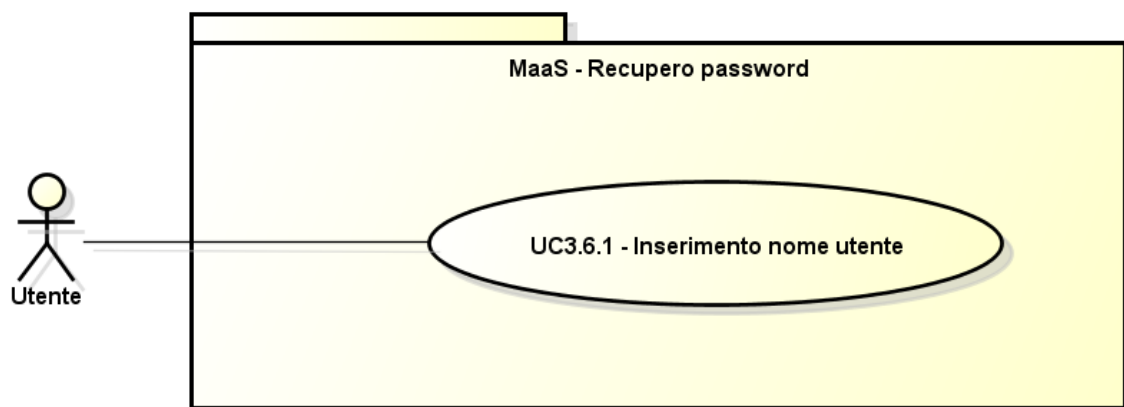 MaaS - Recupero password
UC3.6.1 - Inserimento nome utente
Utente